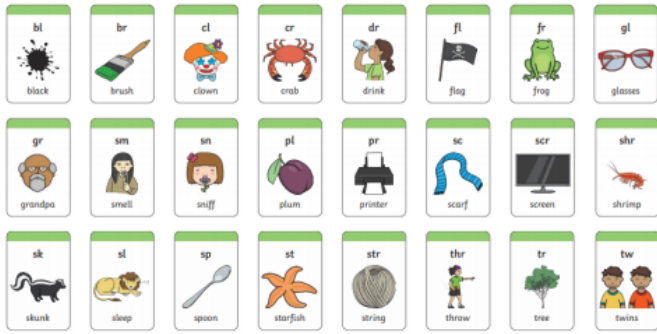 bl br cl cr dr fl fr gl
black brush clown crab drink flag frog glasses
gr sm sn pl pr sc scr shr
grandpa smell sniff plum printer scarf screen shrimp
sk sl sp st str thr tr tw
skunk sleep spoon starfish string throw tree twins